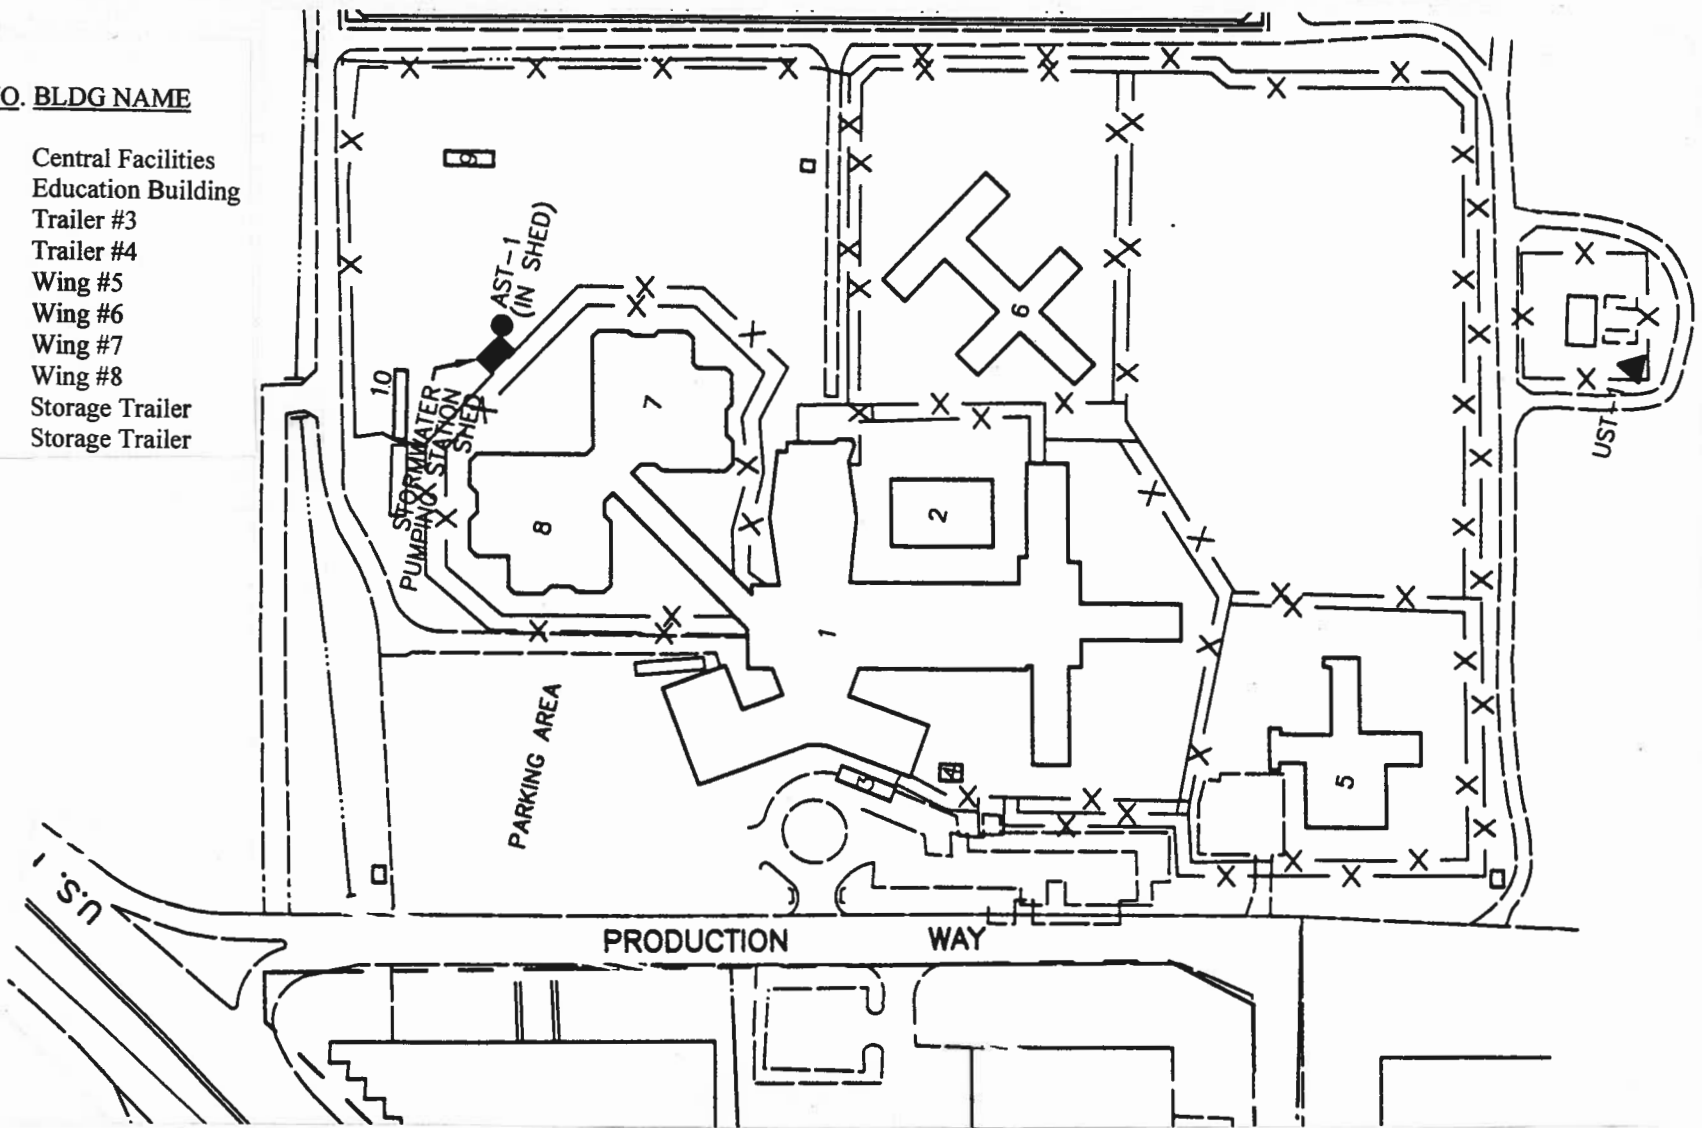 O. BLDG NAME
Central Facilities
Education Building
Trailer #3
Trailer #4
Wing #5
Wing #6
Wing #7
Wing #8
Storage Trailer
Storage Trailer
9
AST-1
(IN SHED)
10
STORMWATER
PUMPING STATION
SHED
7
8
6
2
1
3
4
5
UST-1
PARKING AREA
U.S. 1
PRODUCTION WAY